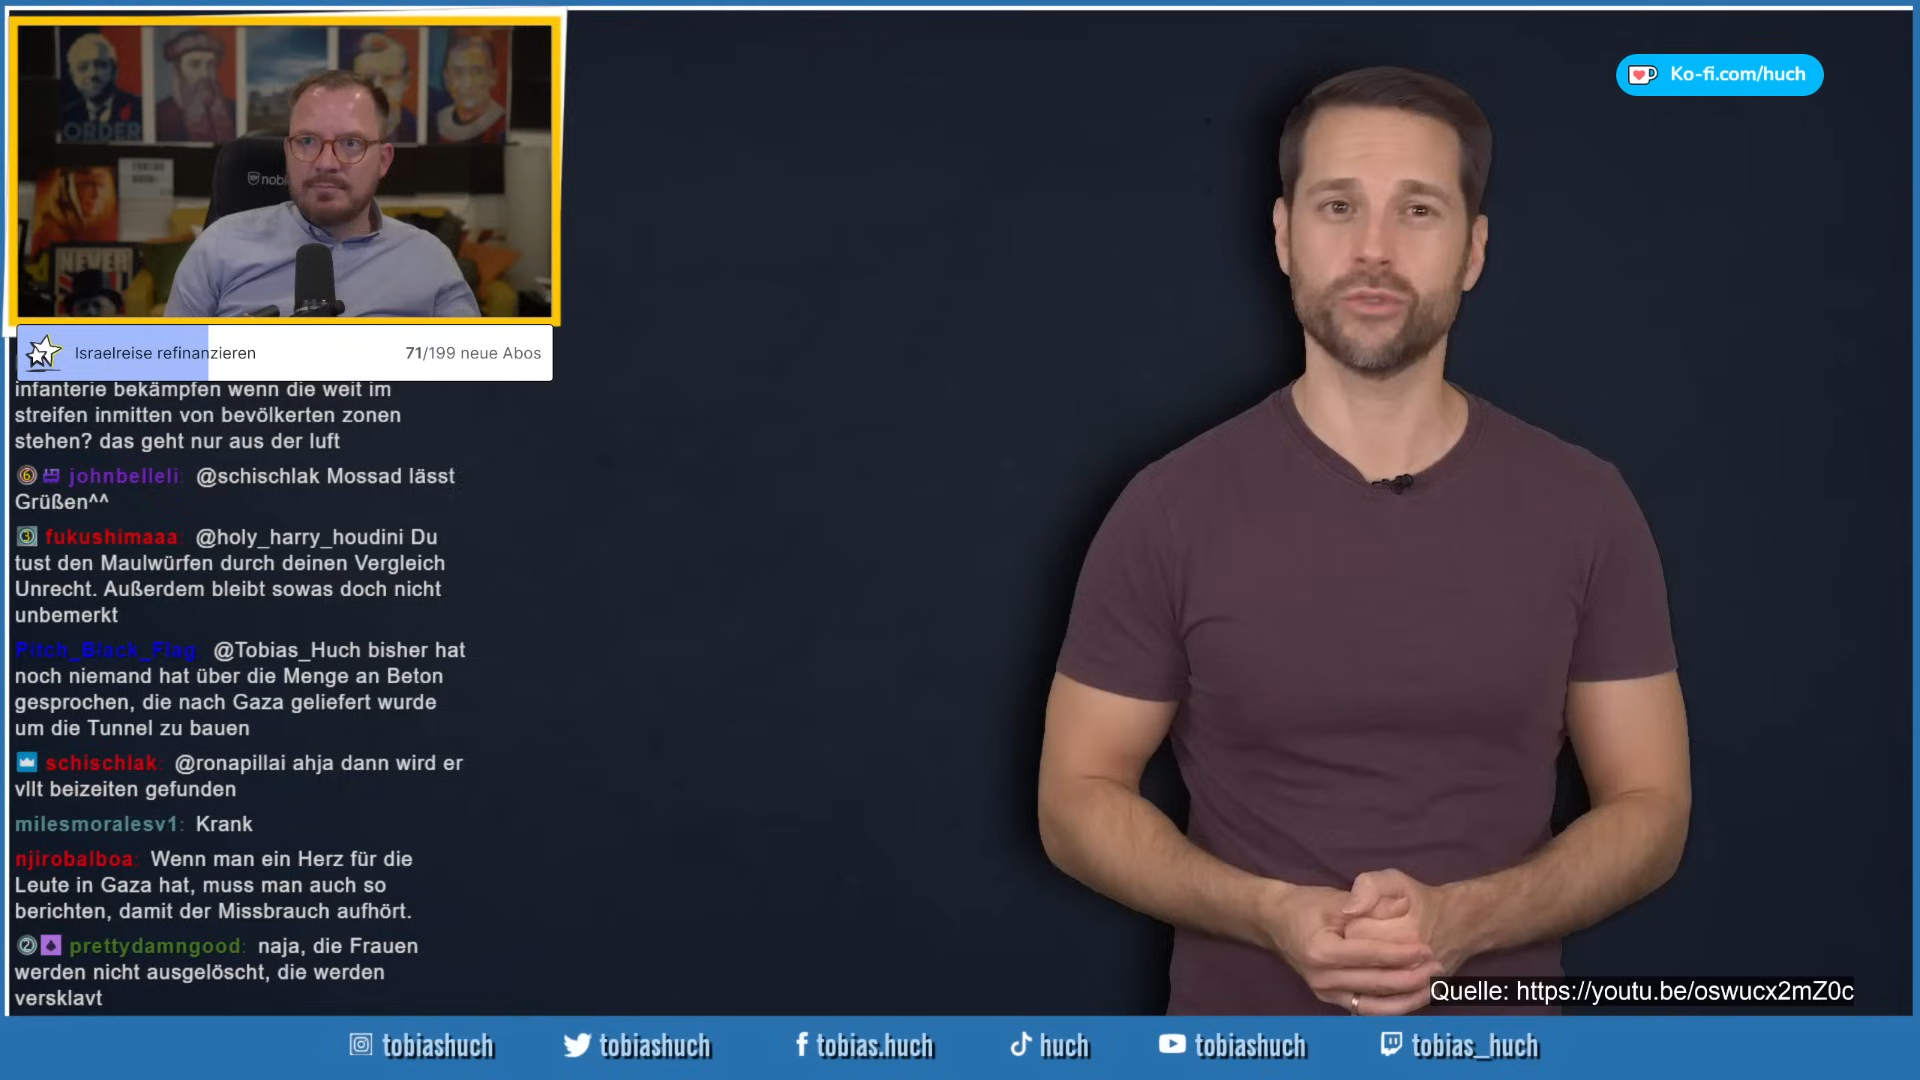 ORDER
nobl
NEVER
Ko-fi.com/huch
Israelreise refinanzieren 71/199 neue Abos
infanterie bekämpfen wenn die weit im
streifen inmitten von bevölkerten zonen
stehen? das geht nur aus der luft
johnbelleli: @schischlak Mossad lässt
Grüßen^^
fukushimaaa: @holy_harry_houdini Du
tust den Maulwürfen durch deinen Vergleich
Unrecht. Außerdem bleibt sowas doch nicht
unbemerkt
Pitch_Black_Flag: @Tobias_Huch bisher hat
noch niemand hat über die Menge an Beton
gesprochen, die nach Gaza geliefert wurde
um die Tunnel zu bauen
schischlak: @ronapillai ahja dann wird er
vllt beizeiten gefunden
milesmoralesv1: Krank
njirobalboa: Wenn man ein Herz für die
Leute in Gaza hat, muss man auch so
berichten, damit der Missbrauch aufhört.
prettydamngood: naja, die Frauen
werden nicht ausgelöscht, die werden
versklavt
Quelle: https://youtu.be/oswucx2mZ0c
tobiashuch tobiashuch tobias.huch huch tobiashuch tobias_huch